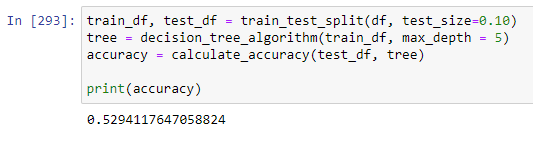 In [293]: train_df, test_df = train_test_split(df, test_size=0.10)
tree = decision_tree_algorithm(train_df, max_depth = 5)
accuracy = calculate_accuracy(test_df, tree)
print(accuracy)
0.5294117647058824